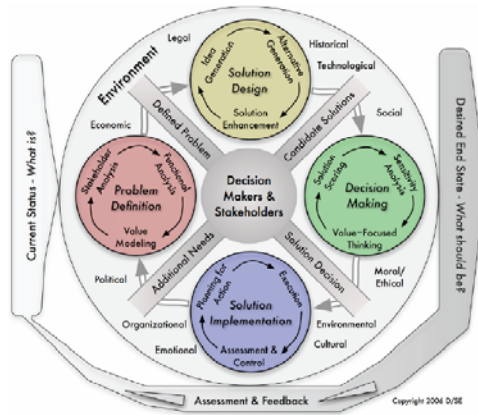 Environment
Legal
Historical
Technological
Economic
Social
Political
Moral/
Ethical
Organizational
Environmental
Emotional
Cultural
Idea
Generation
Alternative
Generation
Solution
Design
Solution
Enhancement
Defined Problem
Candidate Solutions
Stakeholder
Analysis
Functional
Analysis
Problem
Definition
Value
Modeling
Decision
Makers &
Stakeholders
Solution
Scoring
Sensitivity
Analysis
Decision
Making
Value-Focused
Thinking
Additional Needs
Solution Decision
Planning for
Action
Execution
Solution
Implementation
Assessment &
Control
Current Status - What is?
Desired End State - What should be?
Assessment & Feedback
Copyright 2006 D/SE